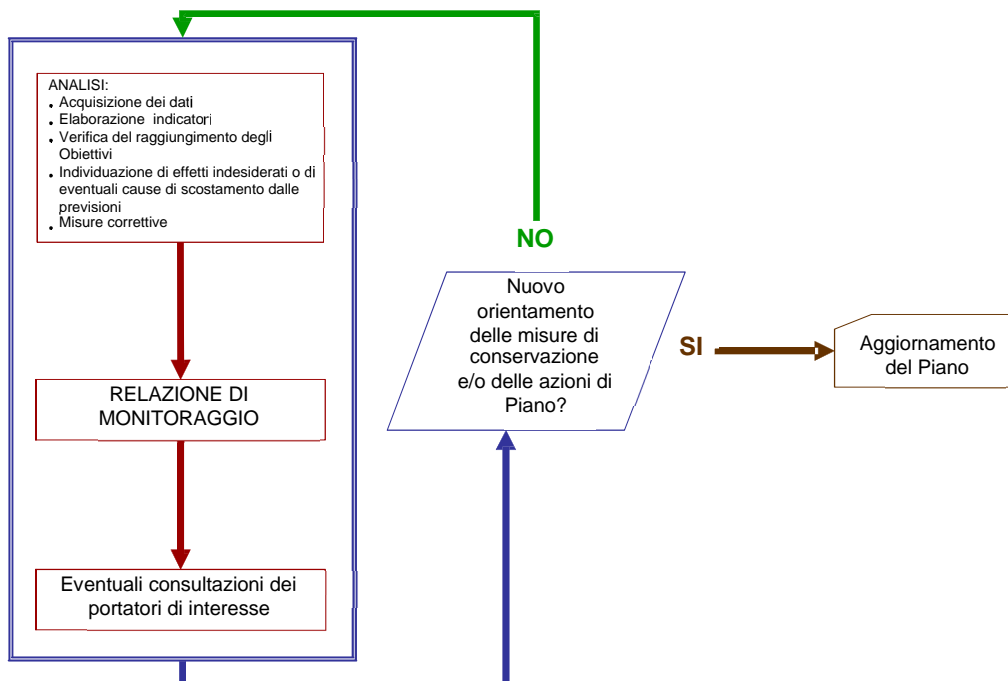 ANALISI:
• Acquisizione dei dati
• Elaborazione indicatori
• Verifica del raggiungimento degli
Obiettivi
• Individuazione di effetti indesiderati o di
eventuali cause di scostamento dalle
previsioni
• Misure correttive
RELAZIONE DI
MONITORAGGIO
Eventuali consultazioni dei
portatori di interesse
NO
Nuovo
orientamento
delle misure di
conservazione
e/o delle azioni di
Piano?
SI
Aggiornamento
del Piano